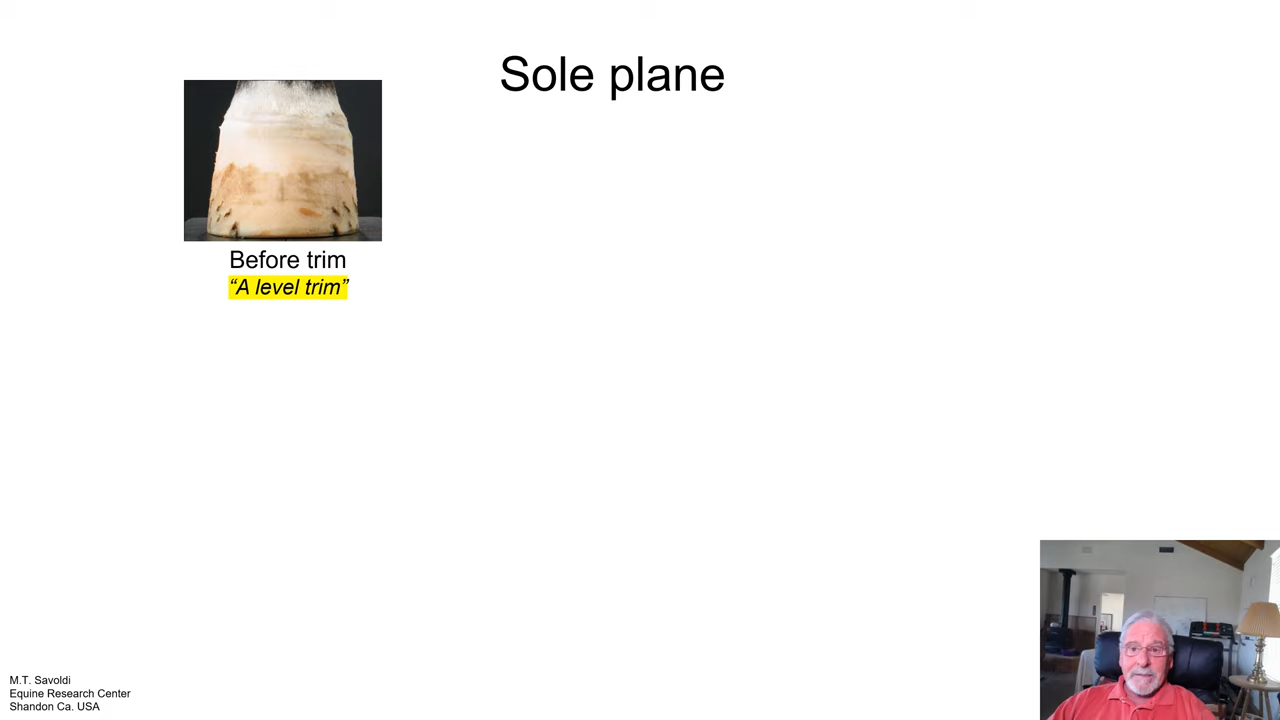 Sole plane
Before trim
“A level trim”
M.T. Savoldi
Equine Research Center
Shandon Ca. USA